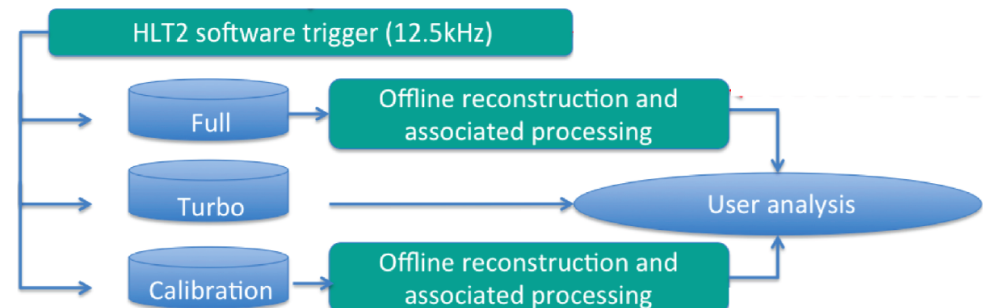 HLT2 software trigger (12.5kHz)
Full
Offline reconstruction and
associated processing
Turbo
User analysis
Calibration
Offline reconstruction and
associated processing